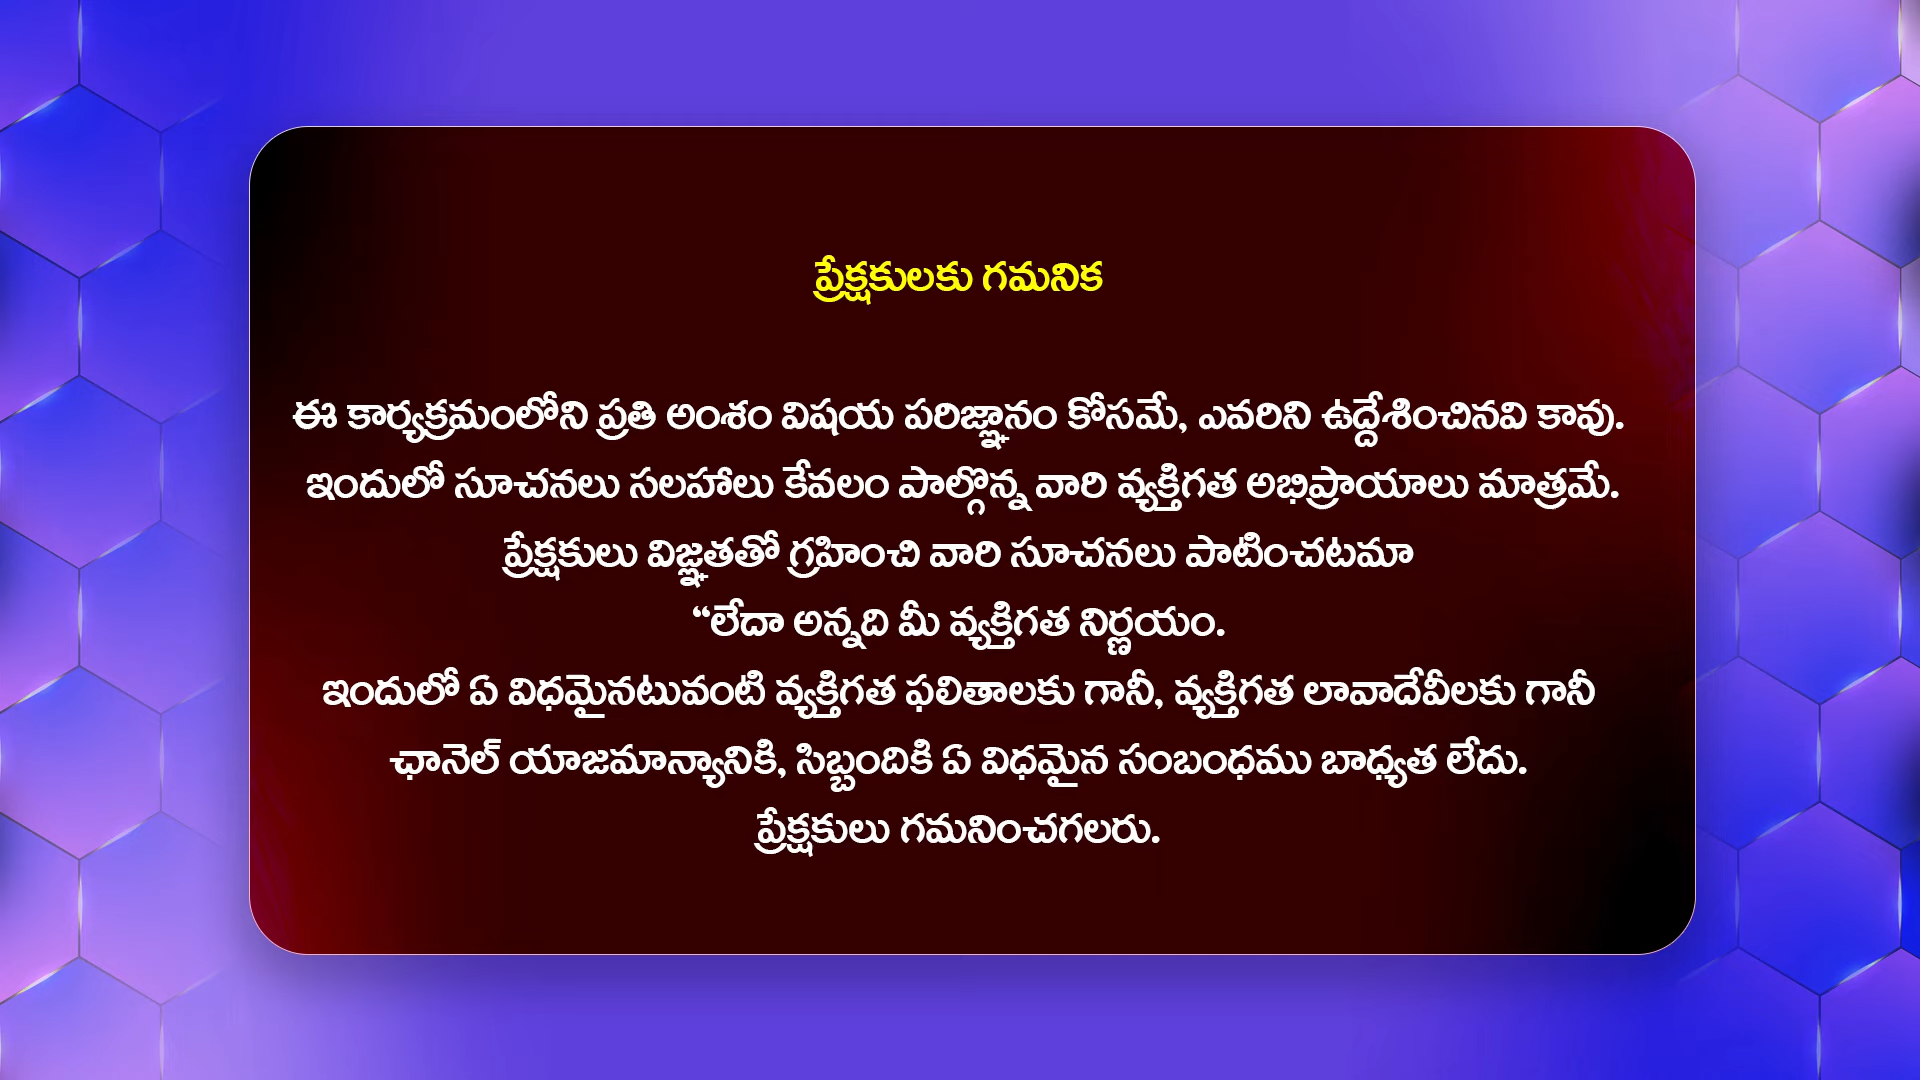 ప్రేక్షకులకు గమనిక
ఈ కార్యక్రమంలోని ప్రతి అంశం విషయ పరిజ్ఞానం కోసమే, ఎవరిని ఉద్దేశించినవి కావు.
ఇందులో సూచనలు సలహాలు కేవలం పాల్గొన్న వారి వ్యక్తిగత అభిప్రాయాలు మాత్రమే.
ప్రేక్షకులు విజ్ఞతతో గ్రహించి వారి సూచనలు పాటించటమా
“లేదా అన్నది మీ వ్యక్తిగత నిర్ణయం.
ఇందులో ఏ విధమైనటువంటి వ్యక్తిగత ఫలితాలకు గానీ, వ్యక్తిగత లావాదేవీలకు గానీ
ఛానెల్ యాజమాన్యానికి, సిబ్బందికి ఏ విధమైన సంబంధము బాధ్యత లేదు.
ప్రేక్షకులు గమనించగలరు.